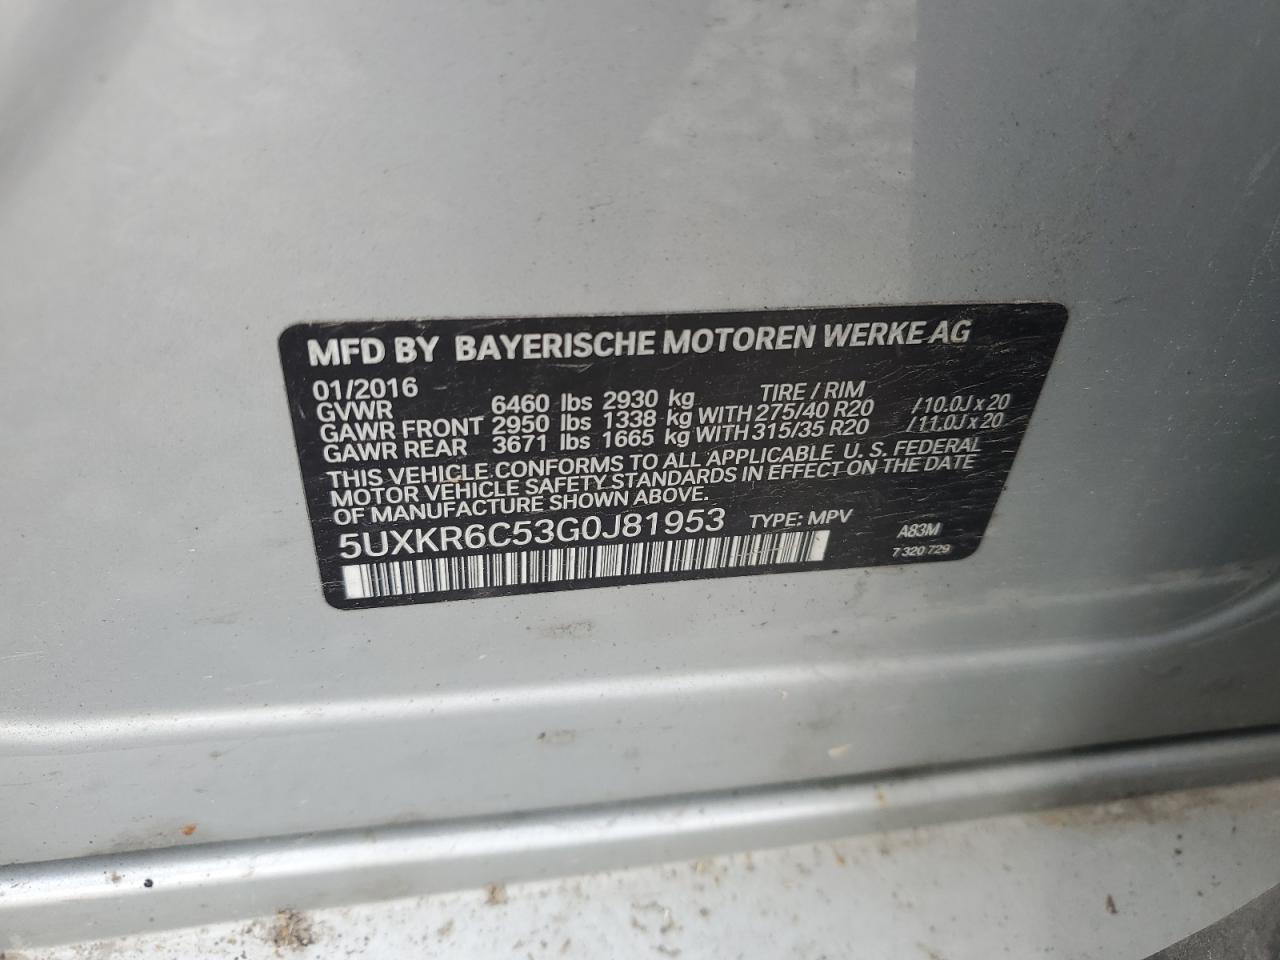 MFD BY BAYERISCHE MOTOREN WERKE AG
01/2016 TIRE / RIM
GVWR 6460 lbs 2930 kg
GAWR FRONT 2950 lbs 1338 kg WITH 275/40 R20 /10.0J x 20
GAWR REAR 3671 lbs 1665 kg WITH 315/35 R20 /11.0J x 20
THIS VEHICLE CONFORMS TO ALL APPLICABLE U. S. FEDERAL
MOTOR VEHICLE SAFETY STANDARDS IN EFFECT ON THE DATE
OF MANUFACTURE SHOWN ABOVE.
5UXKR6C53G0J81953 TYPE: MPV A83M
7 320 729